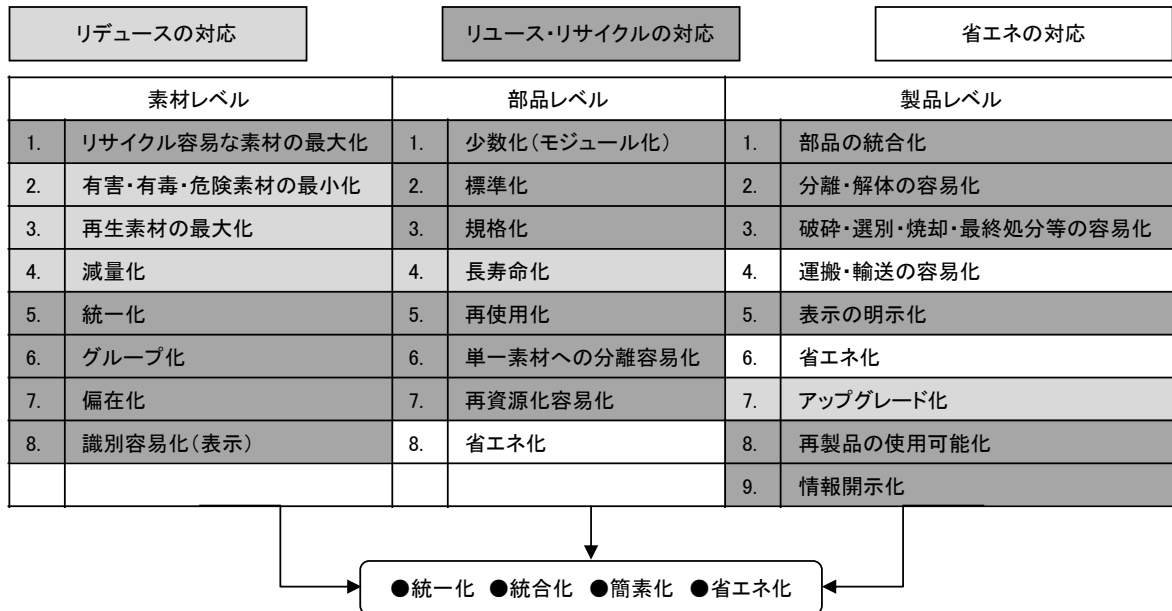 リデュースの対応 リユース・リサイクルの対応 省エネの対応
素材レベル 部品レベル 製品レベル
1. リサイクル容易な素材の最大化 1. 少数化(モジュール化) 1. 部品の統合化
2. 有害・有毒・危険素材の最小化 2. 標準化 2. 分離・解体の容易化
3. 再生素材の最大化 3. 規格化 3. 破砕・選別・焼却・最終処分等の容易化
4. 減量化 4. 長寿命化 4. 運搬・輸送の容易化
5. 統一化 5. 再使用化 5. 表示の明示化
6. グループ化 6. 単一素材への分離容易化 6. 省エネ化
7. 偏在化 7. 再資源化容易化 7. アップグレード化
8. 識別容易化(表示) 8. 省エネ化 8. 再製品の使用可能化
9. 情報開示化
●統一化 ●統合化 ●簡素化 ●省エネ化